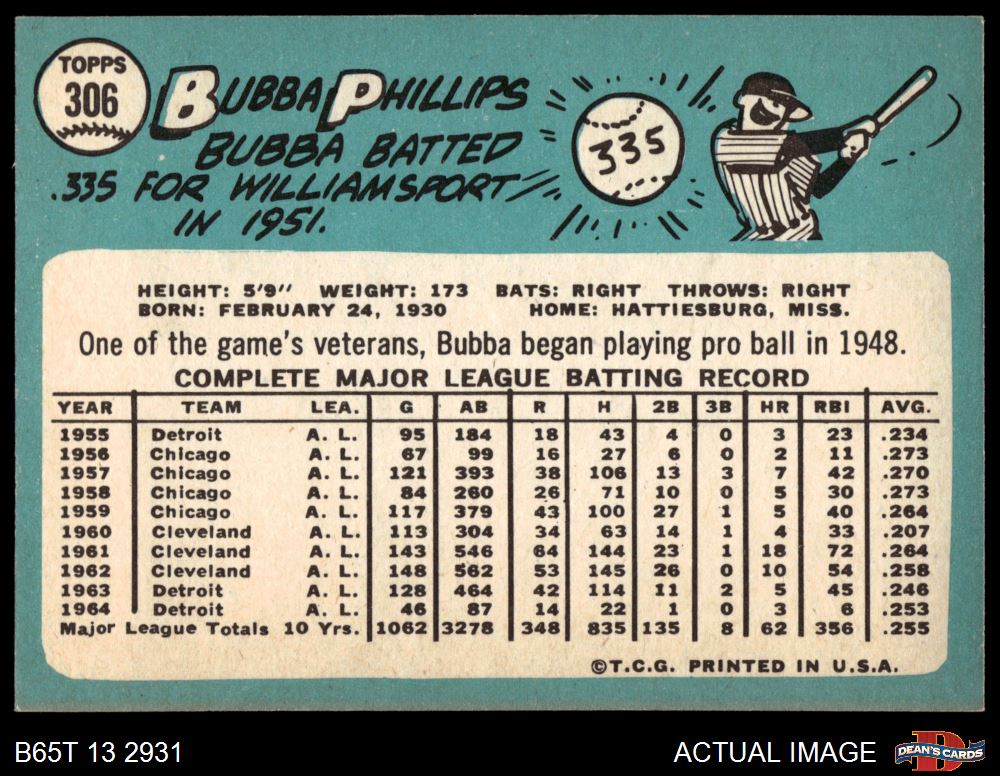 TOPPS
306
BUBBA PHILLIPS
BUBBA BATTED
.335 FOR WILLIAMSPORT
IN 1951.
335
HEIGHT: 5'9" WEIGHT: 173 BATS: RIGHT THROWS: RIGHT
BORN: FEBRUARY 24, 1930 HOME: HATTIESBURG, MISS.
One of the game's veterans, Bubba began playing pro ball in 1948.
COMPLETE MAJOR LEAGUE BATTING RECORD
YEAR TEAM LEA. G AB R H 2B 3B HR RBI AVG.
1955 Detroit A. L. 95 184 18 43 4 0 3 23 .234
1956 Chicago A. L. 67 99 16 27 6 0 2 11 .273
1957 Chicago A. L. 121 393 38 106 13 3 7 42 .270
1958 Chicago A. L. 84 260 26 71 10 0 5 30 .273
1959 Chicago A. L. 117 379 43 100 27 1 5 40 .264
1960 Cleveland A. L. 113 304 34 63 14 1 4 33 .207
1961 Cleveland A. L. 143 546 64 144 23 1 18 72 .264
1962 Cleveland A. L. 148 562 53 145 26 0 10 54 .258
1963 Detroit A. L. 128 464 42 114 11 2 5 45 .246
1964 Detroit A. L. 46 87 14 22 1 0 3 6 .253
Major League Totals 10 Yrs. 1062 3278 348 835 135 8 62 356 .255
©T.C.G. PRINTED IN U.S.A.
B65T 13 2931 ACTUAL IMAGE D DEAN'S CARDS